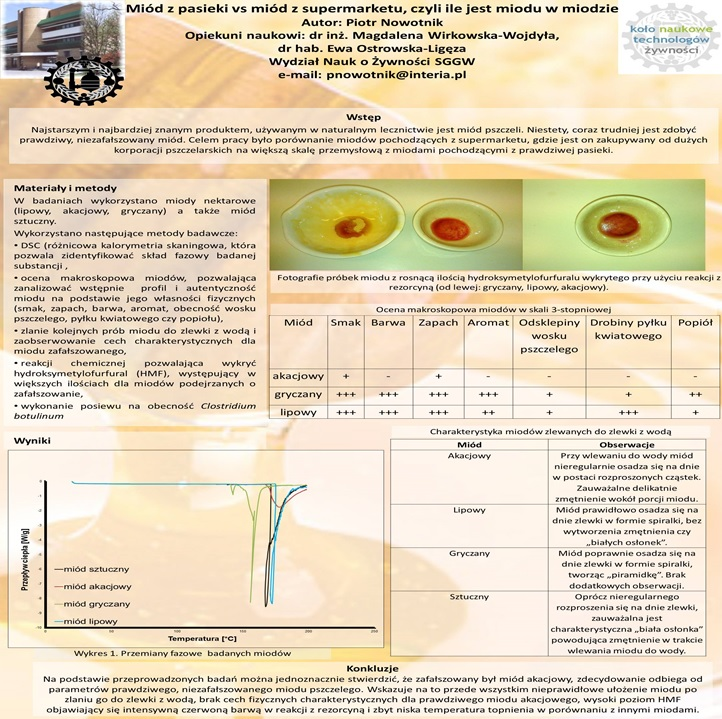 Miód z pasieki vs miód z supermarketu, czyli ile jest miodu w miodzie
Autor: Piotr Nowotnik
Opiekuni naukowi: dr inż. Magdalena Wirkowska-Wojdyła,
dr hab. Ewa Ostrowska-Ligęza
Wydział Nauk o Żywności SGGW
e-mail: pnowotnik@interia.pl
koło naukowe
technologów
żywności
Wstęp
Najstarszym i najbardziej znanym produktem, używanym w naturalnym lecznictwie jest miód pszczeli. Niestety, coraz trudniej jest zdobyć
prawdziwy, niezafałszowany miód. Celem pracy było porównanie miodów pochodzących z supermarketu, gdzie jest on zakupywany od dużych
korporacji pszczelarskich na większą skalę przemysłową z miodami pochodzącymi z prawdziwej pasieki.
Materiały i metody
W badaniach wykorzystano miody nektarowe
(lipowy, akacjowy, gryczany) a także miód
sztuczny.
Wykorzystano następujące metody badawcze:
• DSC (różnicowa kalorymetria skaningowa, która
pozwala zidentyfikować skład fazowy badanej
substancji ,
• ocena makroskopowa miodów, pozwalająca
zanalizować wstępnie profil i autentyczność
miodu na podstawie jego własności fizycznych
(smak, zapach, barwa, aromat, obecność wosku
pszczelego, pyłku kwiatowego czy popiołu),
• zlanie kolejnych prób miodu do zlewki z wodą i
zaobserwowanie cech charakterystycznych dla
miodu zafałszowanego,
• reakcji chemicznej pozwalająca wykryć
hydroksymetylofurfural (HMF), występujący w
większych ilościach dla miodów podejrzanych o
zafałszowanie,
• wykonanie posiewu na obecność Clostridium
botulinum
Fotografie próbek miodu z rosnącą ilością hydroksymetylofurfuralu wykrytego przy użyciu reakcji z
rezorcyną (od lewej: gryczany, lipowy, akacjowy).
Ocena makroskopowa miodów w skali 3-stopniowej
Miód Smak Barwa Zapach Aromat Odsklepiny wosku pszczelego Drobiny pyłku kwiatowego Popiół
akacjowy + - + - - - -
gryczany +++ +++ +++ +++ + + ++
lipowy +++ +++ +++ ++ + +++ +
Wyniki
0
-1
-2
-3
-4
-5
-6
-7
-8
-9
-10
0 50 100 150 200 250
Przepływ ciepła [W/g]
miód sztuczny
miód akacjowy
miód gryczany
miód lipowy
Temperatura [°C]
Wykres 1. Przemiany fazowe badanych miodów
Charakterystyka miodów zlewanych do zlewki z wodą
Miód Obserwacje
Akacjowy Przy wlewaniu do wody miód
nieregularnie osadza się na dnie
w postaci rozproszonych cząstek.
Zauważalne delikatnie
zmętnienie wokół porcji miodu.
Lipowy Miód prawidłowo osadza się na
dnie zlewki w formie spiralki, bez
wytworzenia zmętnienia czy
„białych osłonek".
Gryczany Miód poprawnie osadza się na
dnie zlewki w formie spiralki,
tworząc „piramidkę". Brak
dodatkowych obserwacji.
Sztuczny Oprócz nieregularnego
rozproszenia się na dnie zlewki,
zauważalna jest
charakterystyczna „biała osłonka"
powodująca zmętnienie w trakcie
wlewania miodu do wody.
Konkluzje
Na podstawie przeprowadzonych badań można jednoznacznie stwierdzić, że zafałszowany był miód akacjowy, zdecydowanie odbiega od
parametrów prawdziwego, niezafałszowanego miodu pszczelego. Wskazuje na to przede wszystkim nieprawidłowe ułożenie miodu po
zlaniu go do zlewki z wodą, brak cech fizycznych charakterystycznych dla prawdziwego miodu akacjowego, wysoki poziom HMF
objawiający się intensywną czerwoną barwą w reakcji z rezorcyną i zbyt niska temperatura topnienia w porównaniu z innymi miodami.